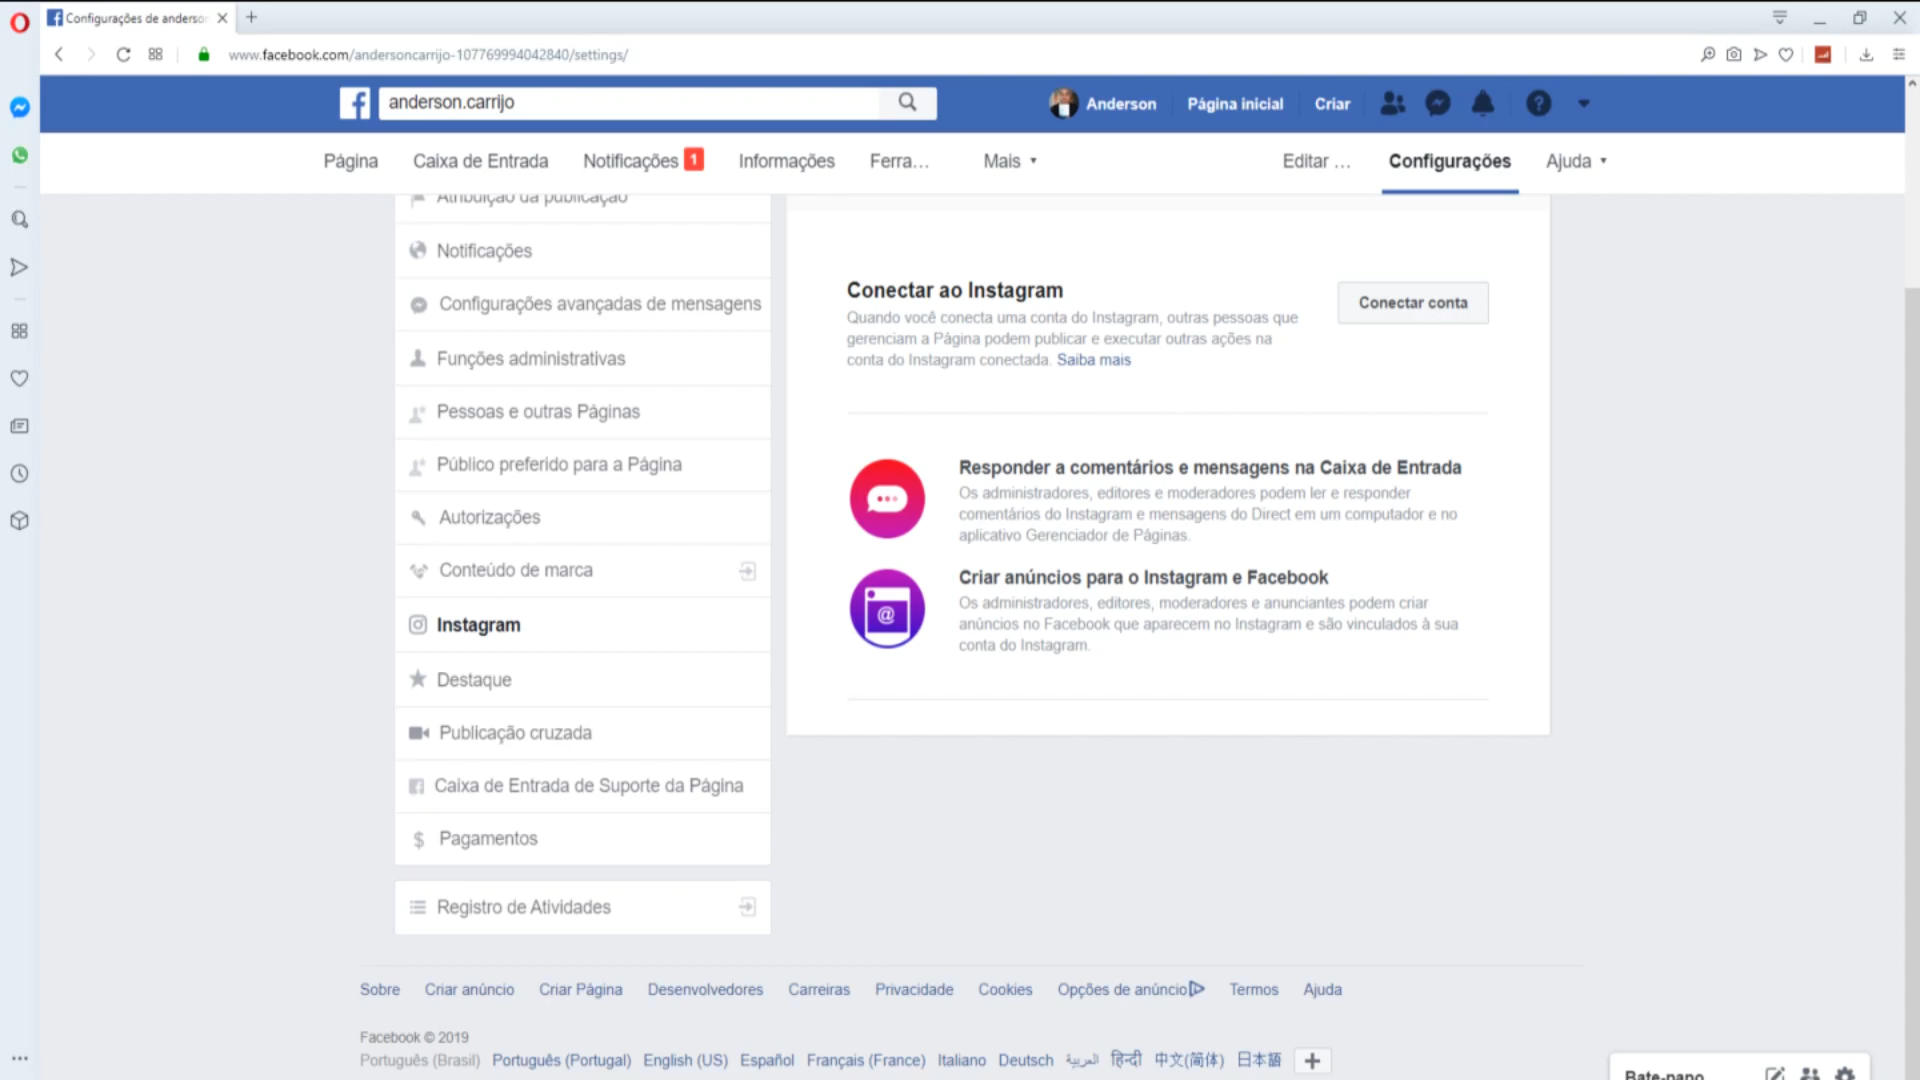 Configurações de anderso
www.facebook.com/andersoncarrijo-107769994042840/settings/
anderson.carrijo
Anderson
Página inicial
Criar
Página
Caixa de Entrada
Notificações 1
Informações
Ferra...
Mais
Editar ...
Configurações
Ajuda
Atribuição da publicação
Notificações
Configurações avançadas de mensagens
Funções administrativas
Pessoas e outras Páginas
Público preferido para a Página
Autorizações
Conteúdo de marca
Instagram
Destaque
Publicação cruzada
Caixa de Entrada de Suporte da Página
Pagamentos
Registro de Atividades
Conectar ao Instagram
Quando você conecta uma conta do Instagram, outras pessoas que
gerenciam a Página podem publicar e executar outras ações na
conta do Instagram conectada. Saiba mais
Conectar conta
Responder a comentários e mensagens na Caixa de Entrada
Os administradores, editores e moderadores podem ler e responder
comentários do Instagram e mensagens do Direct em um computador e no
aplicativo Gerenciador de Páginas.
Criar anúncios para o Instagram e Facebook
Os administradores, editores, moderadores e anunciantes podem criar
anúncios no Facebook que aparecem no Instagram e são vinculados à sua
conta do Instagram.
Sobre Criar anúncio Criar Página Desenvolvedores Carreiras Privacidade Cookies Opções de anúncio Termos Ajuda
Facebook © 2019
Português (Brasil) Português (Portugal) English (US) Español Français (France) Italiano Deutsch العربية हिन्दी 中文(简体) 日本語
Bate-papo